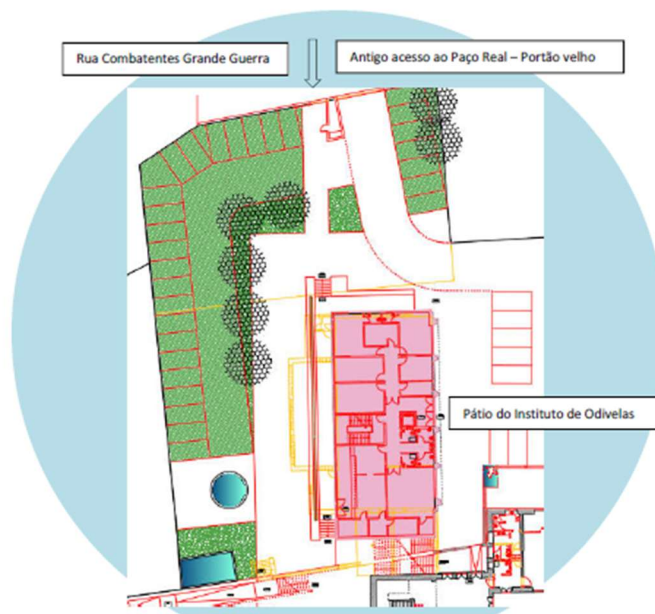 Rua Combatentes Grande Guerra
Antigo acesso ao Paço Real – Portão velho
Pátio do Instituto de Odivelas